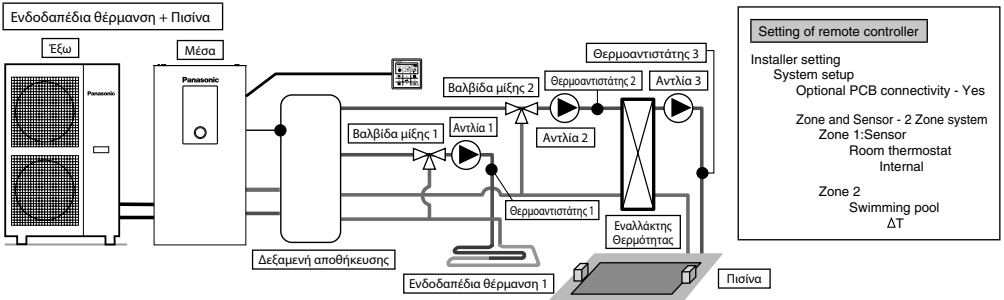 Ενδοδαπέδια θέρμανση + Πισίνα
Έξω
Μέσα
Panasonic
Panasonic
Θερμοαντιστάτης 3
Βαλβίδα μίξης 2
Θερμοαντιστάτης 2
Αντλία 3
Βαλβίδα μίξης 1
Αντλία 1
Αντλία 2
Θερμοαντιστάτης 1
Εναλλάκτης
Θερμότητας
Δεξαμενή αποθήκευσης
Ενδοδαπέδια θέρμανση 1
Πισίνα
Setting of remote controller
Installer setting
System setup
Optional PCB connectivity - Yes
Zone and Sensor - 2 Zone system
Zone 1:Sensor
Room thermostat
Internal
Zone 2
Swimming pool
ΔT